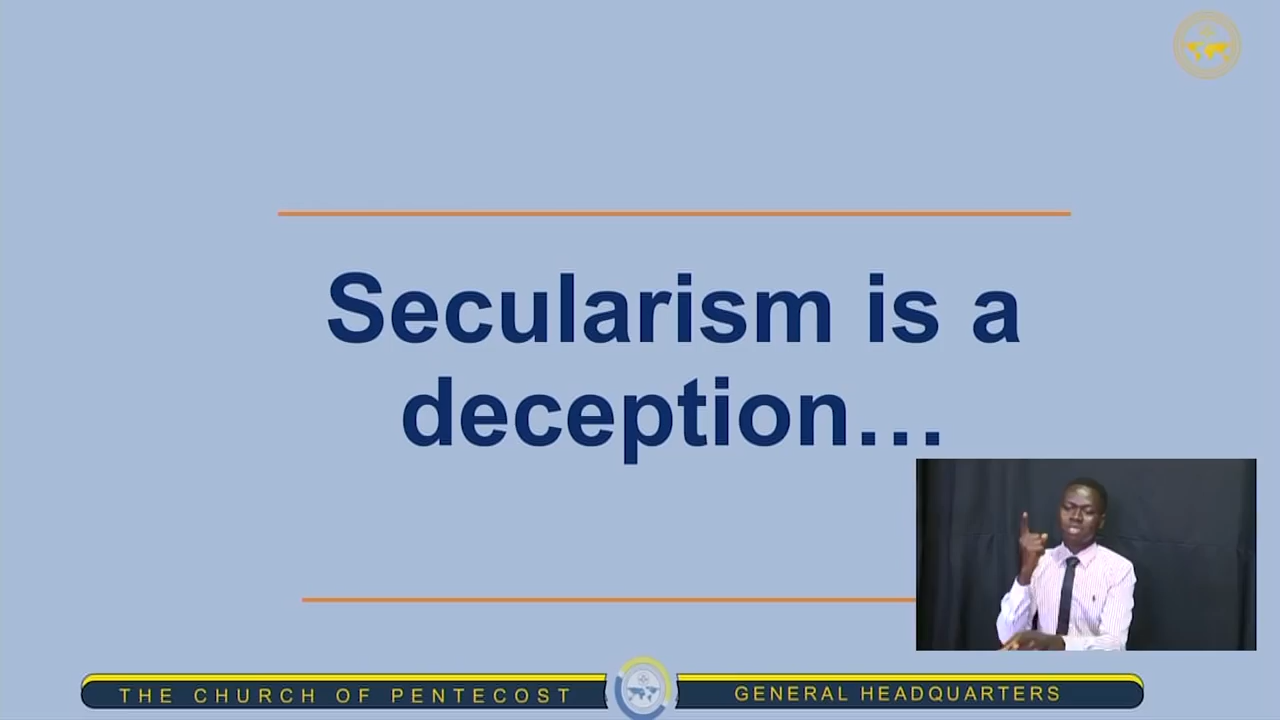 Secularism is a
deception...
THE CHURCH OF PENTECOST
GENERAL HEADQUARTERS